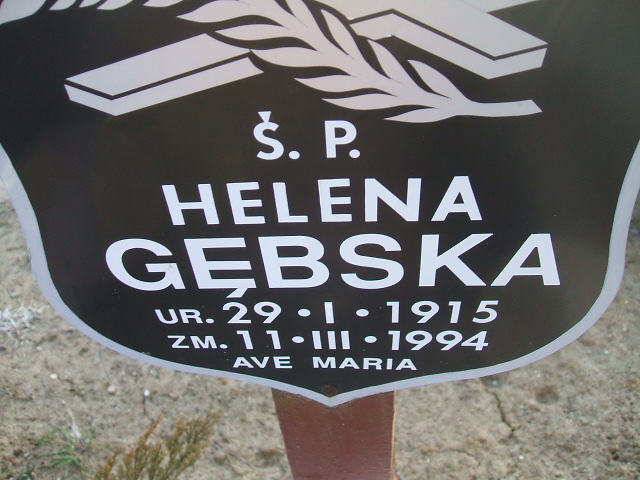 Ś. P.
HELENA
GĘBSKA
UR. 29 • I • 1915
ZM. 11 • III • 1994
AVE MARIA